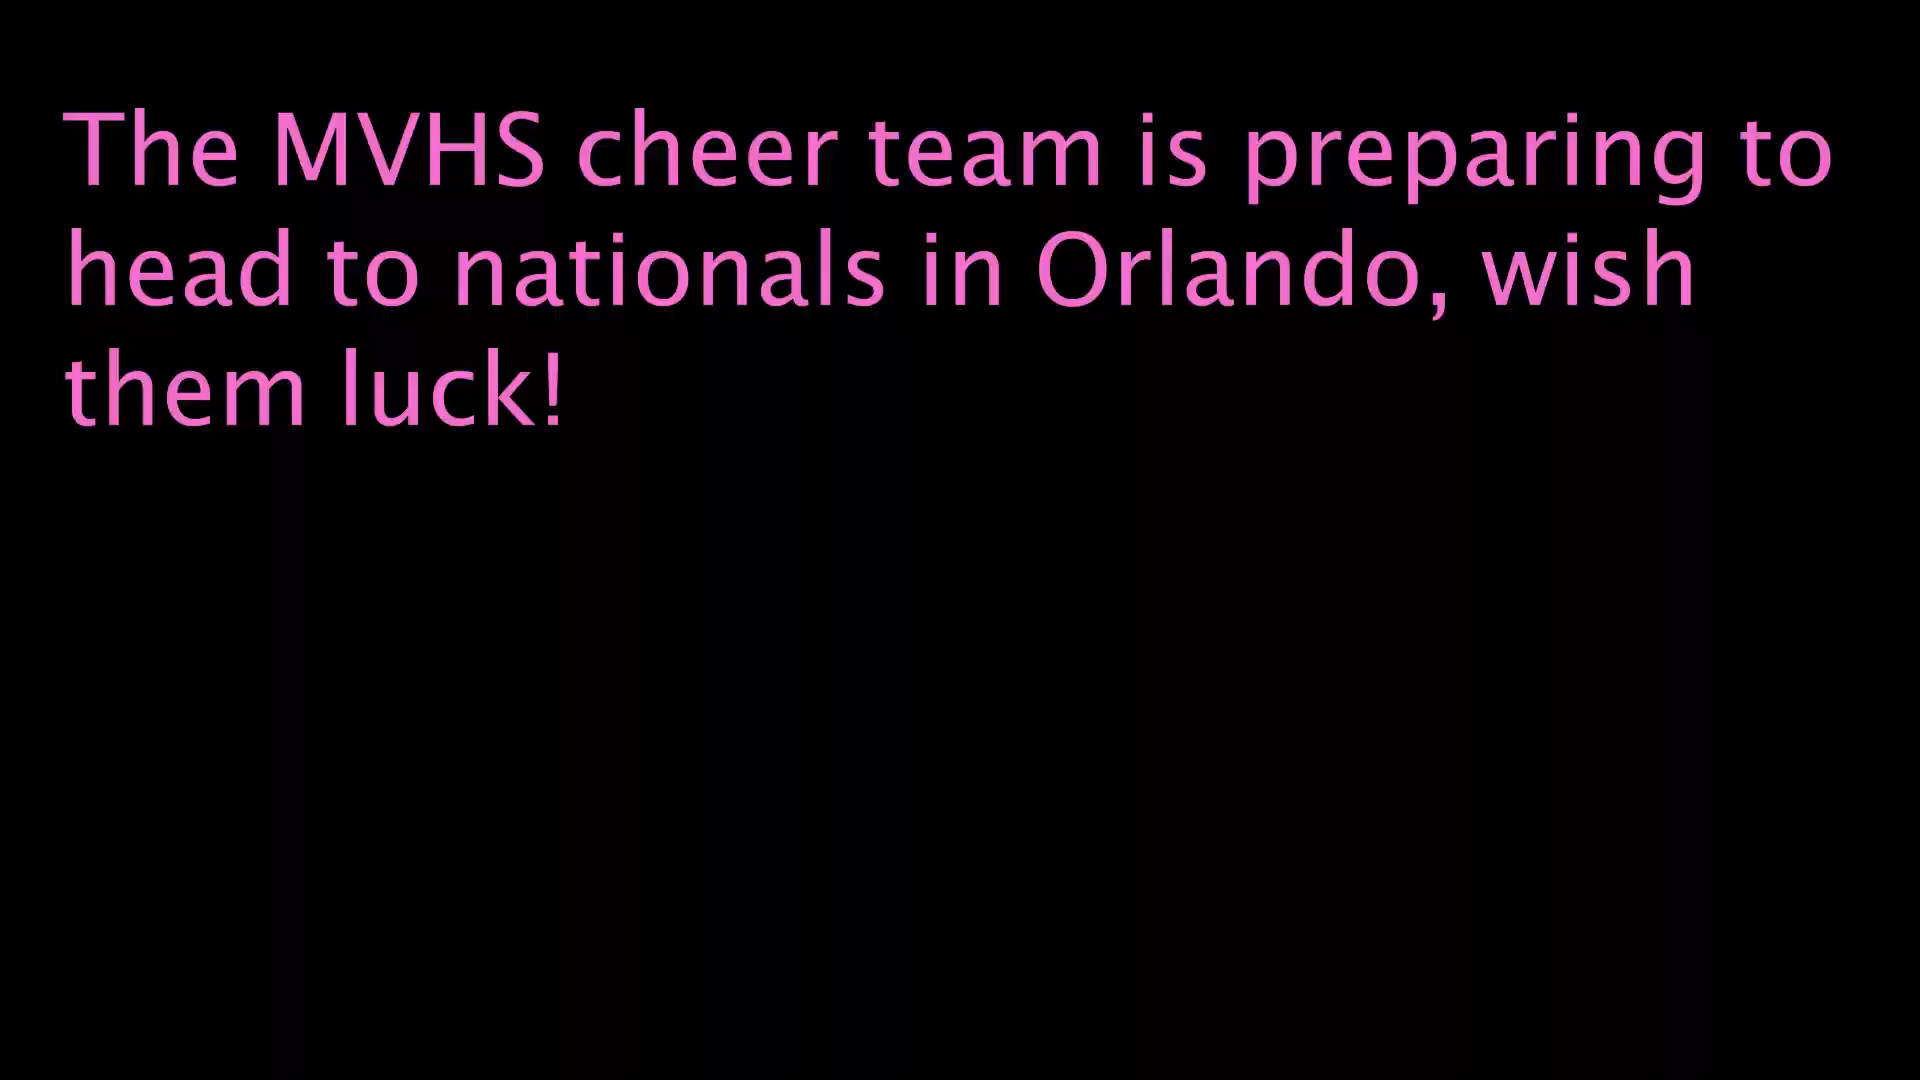 The MVHS cheer team is preparing to
head to nationals in Orlando, wish
them luck!